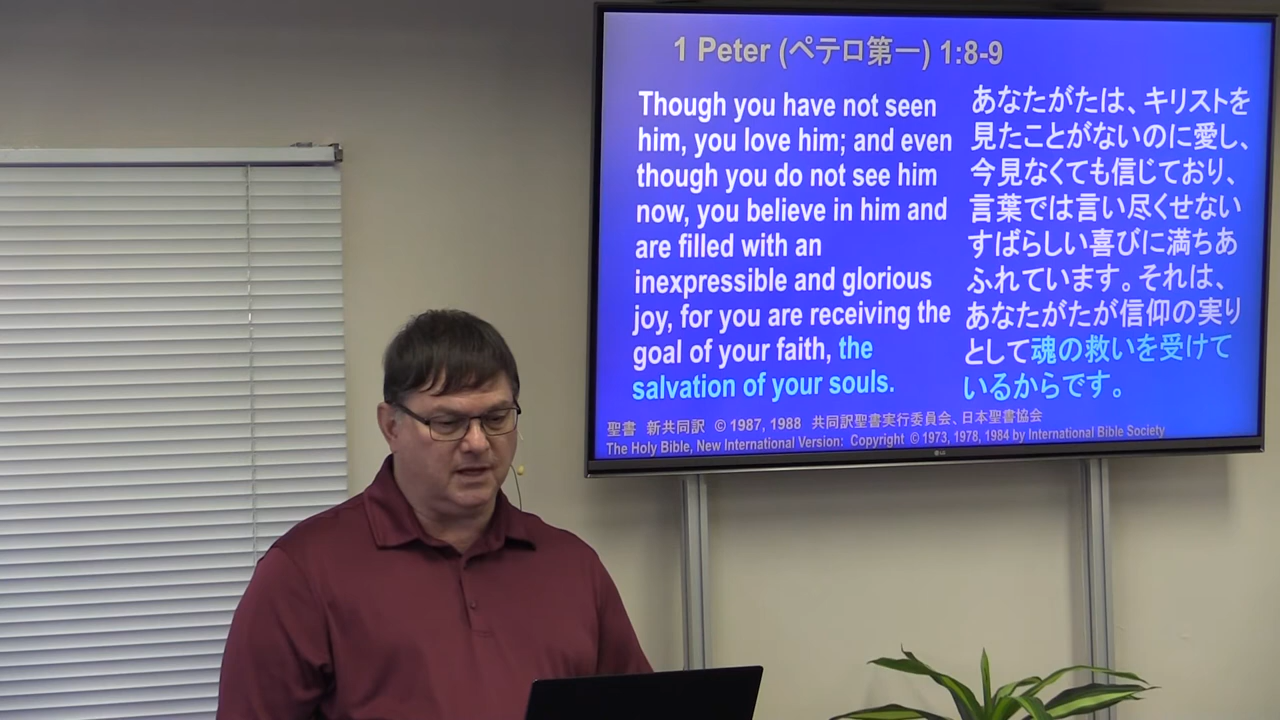 1 Peter (ペテロ第一) 1:8-9
Though you have not seen
him, you love him; and even
though you do not see him
now, you believe in him and
are filled with an
inexpressible and glorious
joy, for you are receiving the
goal of your faith, the
salvation of your souls.
あなたがたは、キリストを
見たことがないのに愛し、
今見なくても信じており、
言葉では言い尽くせない
すばらしい喜びに満ちあ
ふれています。それは、
あなたがたが信仰の実り
として魂の救いを受けて
いるからです。
聖書 新共同訳 © 1987, 1988 共同訳聖書実行委員会、日本聖書協会
The Holy Bible, New International Version: Copyright © 1973, 1978, 1984 by International Bible Society
LG